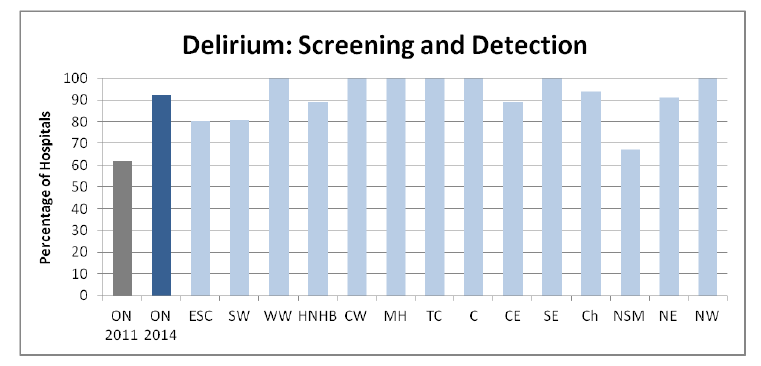 Delirium: Screening and Detection
Percentage of Hospitals
100
90
80
70
60
50
40
30
20
10
0
ON 2011
ON 2014
ESC
SW
WW
HNHB
CW
MH
TC
C
CE
SE
Ch
NSM
NE
NW